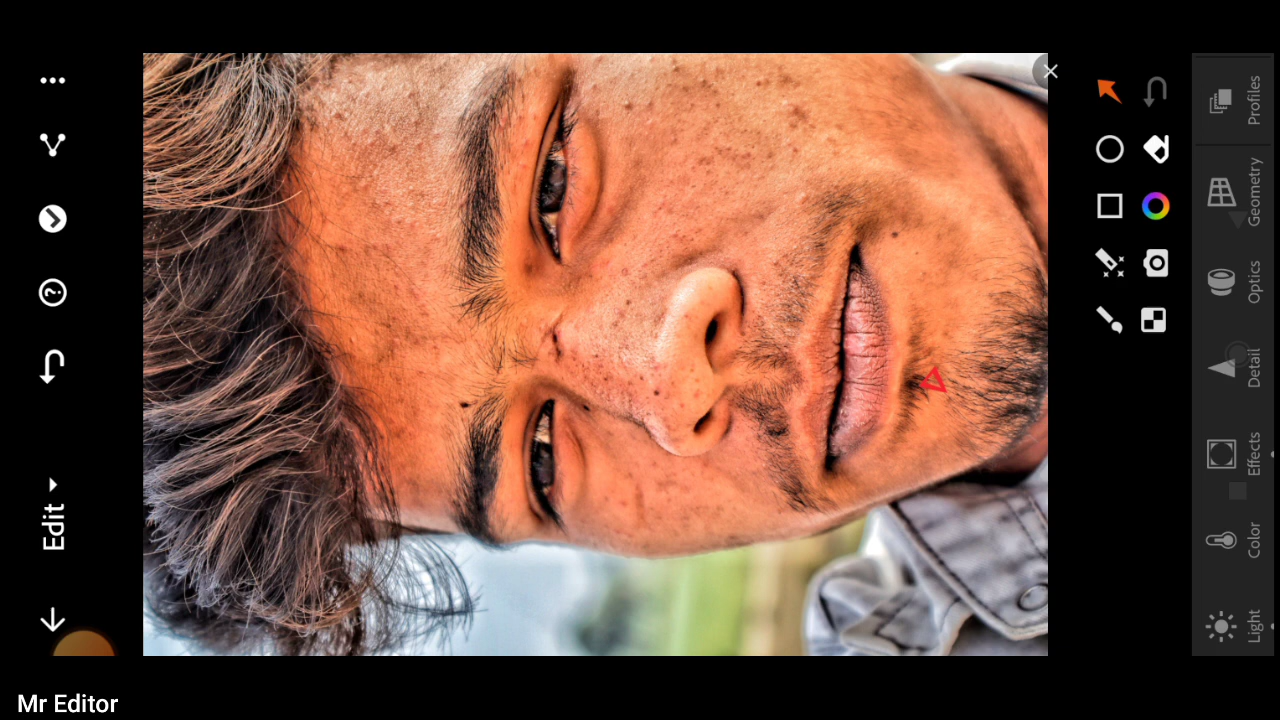 Edit
Profiles
Geometry
Optics
Detail
Effects
Color
Light
Mr Editor